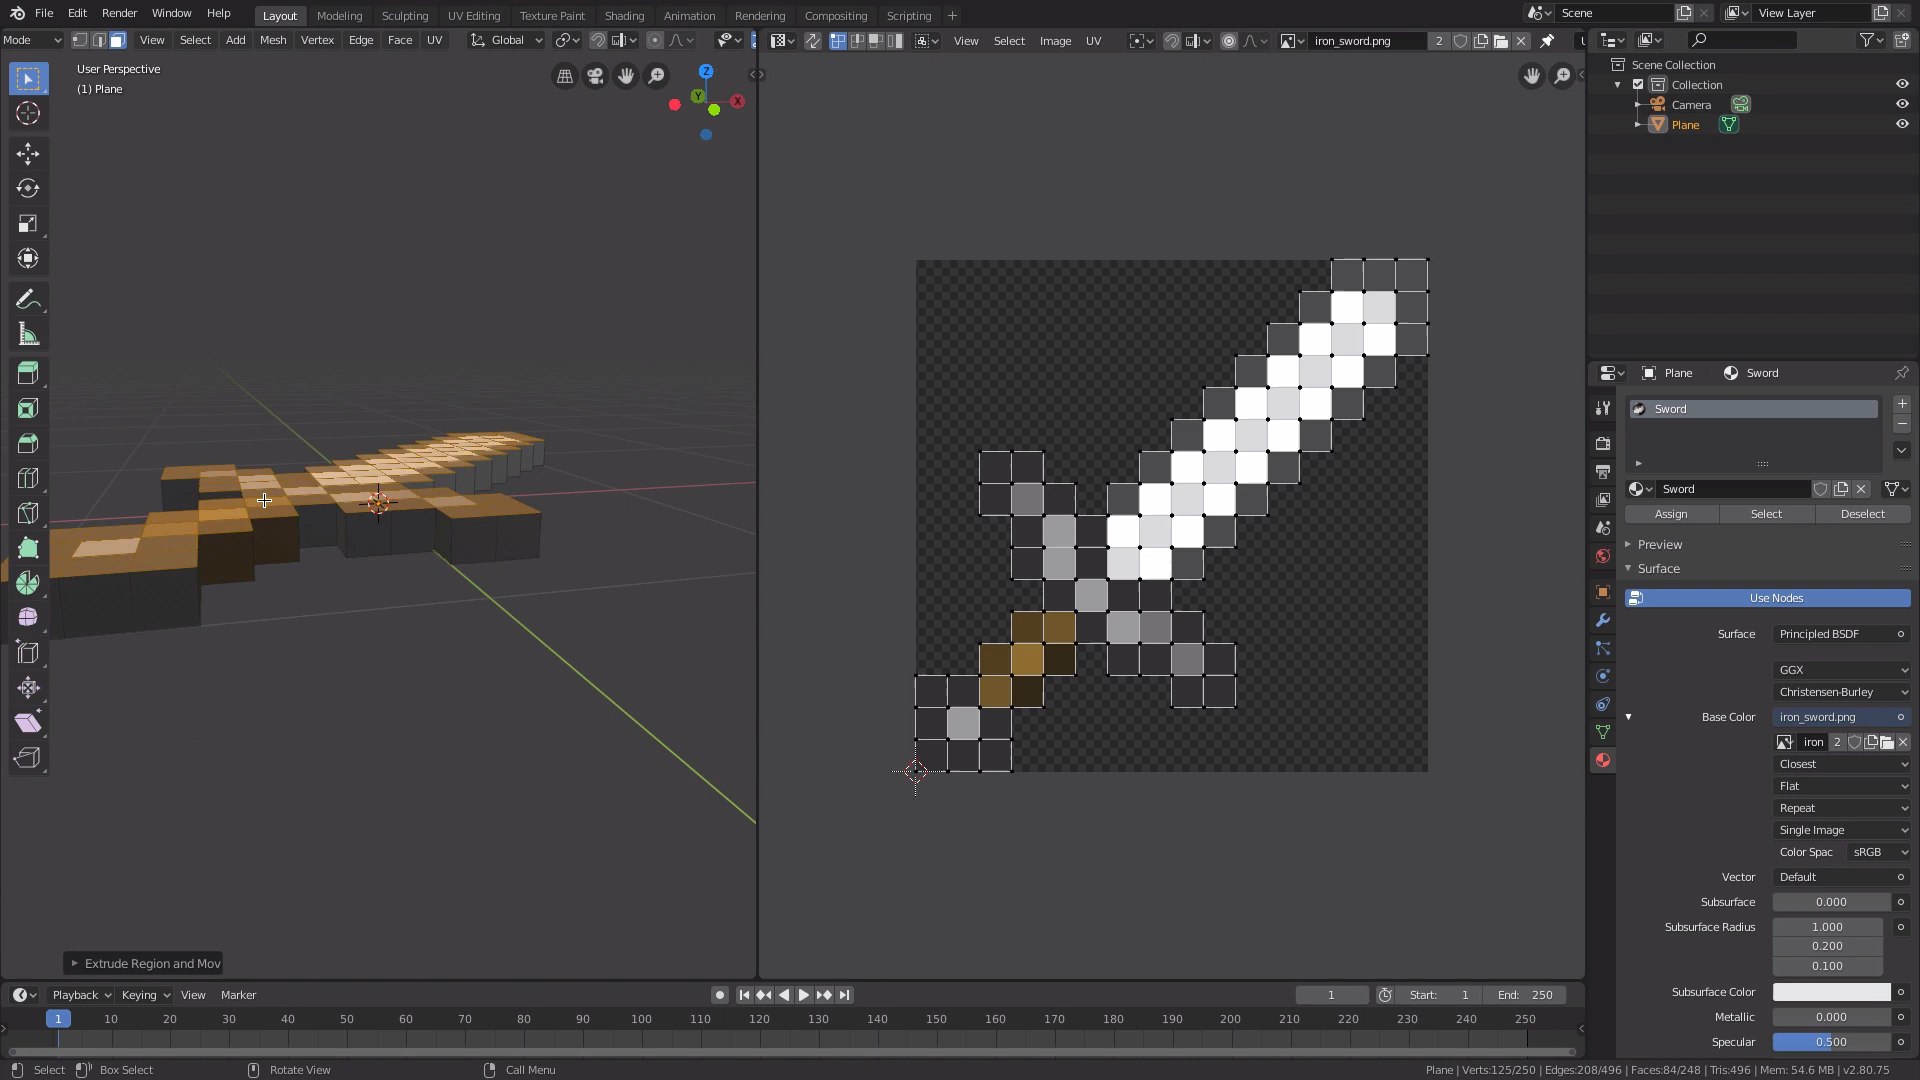 File Edit Render Window Help Layout Modeling Sculpting UV Editing Texture Paint Shading Animation Rendering Compositing Scripting + Scene View Layer
Mode View Select Add Mesh Vertex Edge Face UV Global View Select Image UV iron_sword.png 2
User Perspective
(1) Plane
Z
Y
X
Scene Collection
Collection
Camera
Plane
Plane Sword
Sword
Sword
Assign Select Deselect
Preview
Surface
Use Nodes
Surface Principled BSDF
GGX
Christensen-Burley
Base Color iron_sword.png
iron 2
Closest
Flat
Repeat
Single Image
Color Spac sRGB
Vector Default
Subsurface 0.000
Subsurface Radius 1.000
0.200
0.100
Subsurface Color
Metallic 0.000
Specular 0.500
Extrude Region and Mov
Playback Keying View Marker 1 Start: 1 End: 250
1 10 20 30 40 50 60 70 80 90 100 110 120 130 140 150 160 170 180 190 200 210 220 230 240 250
Select Box Select Rotate View Call Menu Plane | Verts:125/250 | Edges:208/496 | Faces:84/248 | Tris:496 | Mem: 54.6 MB | v2.80.75